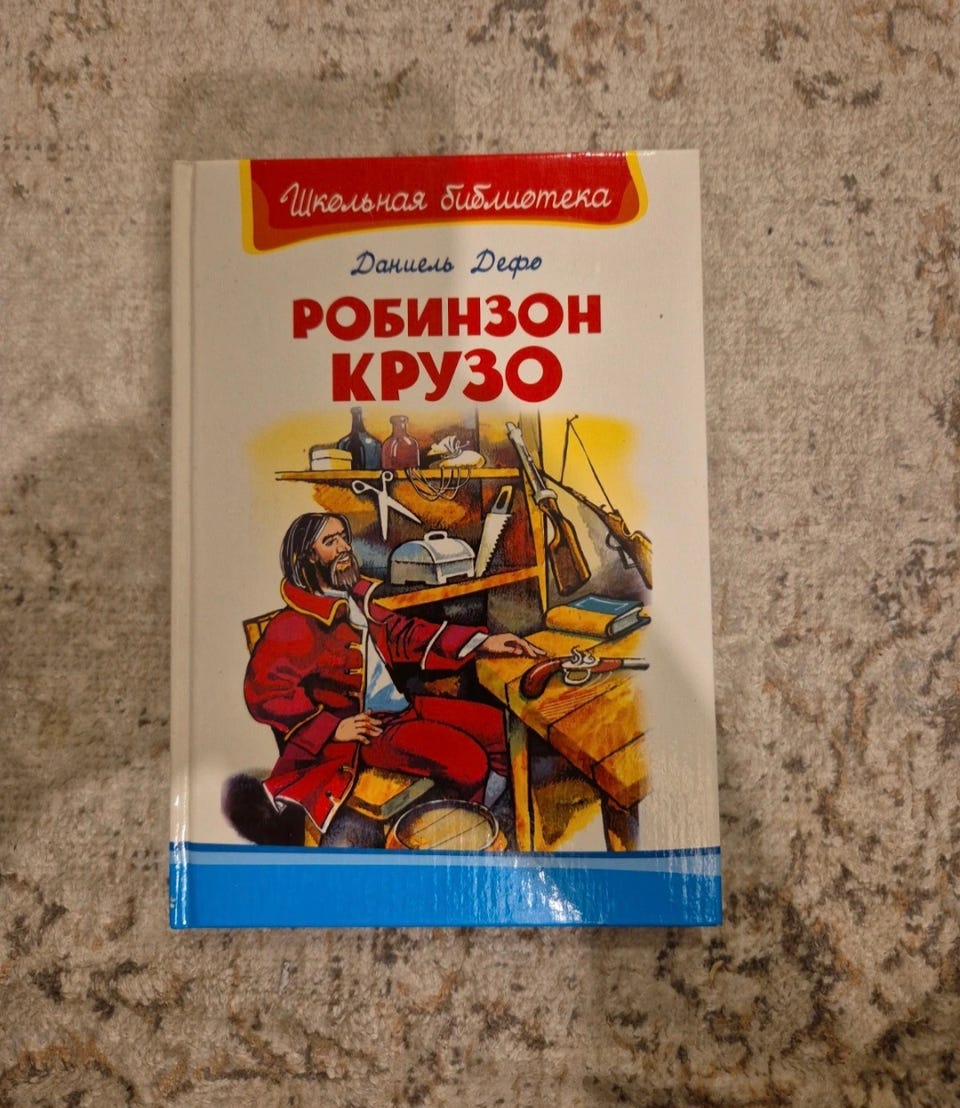 Школьная библиотека
Даниель Дефо
РОБИНЗОН
КРУЗО